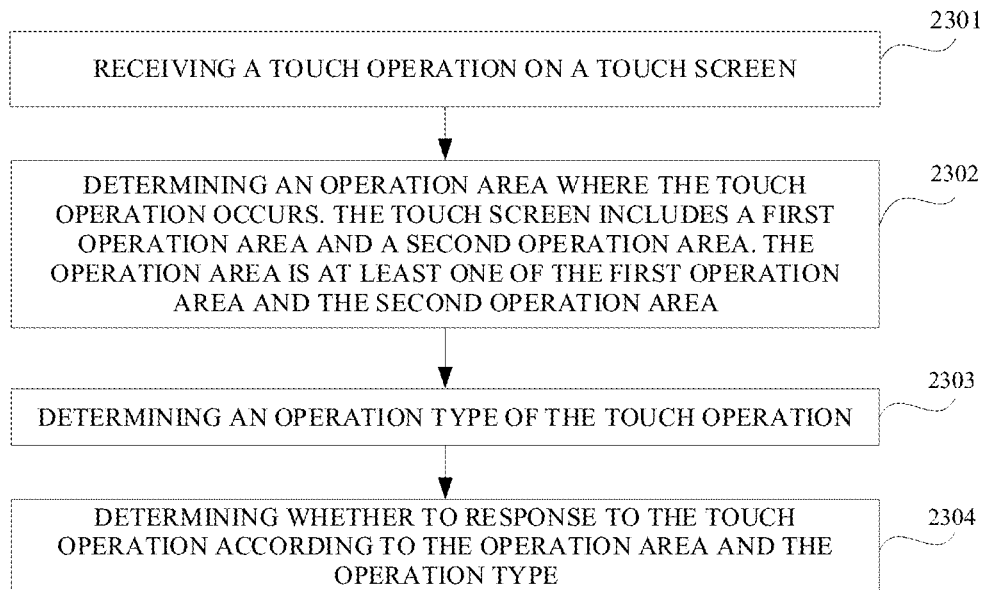 2301
RECEIVING A TOUCH OPERATION ON A TOUCH SCREEN
2302
DETERMINING AN OPERATION AREA WHERE THE TOUCH
OPERATION OCCURS. THE TOUCH SCREEN INCLUDES A FIRST
OPERATION AREA AND A SECOND OPERATION AREA. THE
OPERATION AREA IS AT LEAST ONE OF THE FIRST OPERATION
AREA AND THE SECOND OPERATION AREA
2303
DETERMINING AN OPERATION TYPE OF THE TOUCH OPERATION
2304
DETERMINING WHETHER TO RESPONSE TO THE TOUCH
OPERATION ACCORDING TO THE OPERATION AREA AND THE
OPERATION TYPE